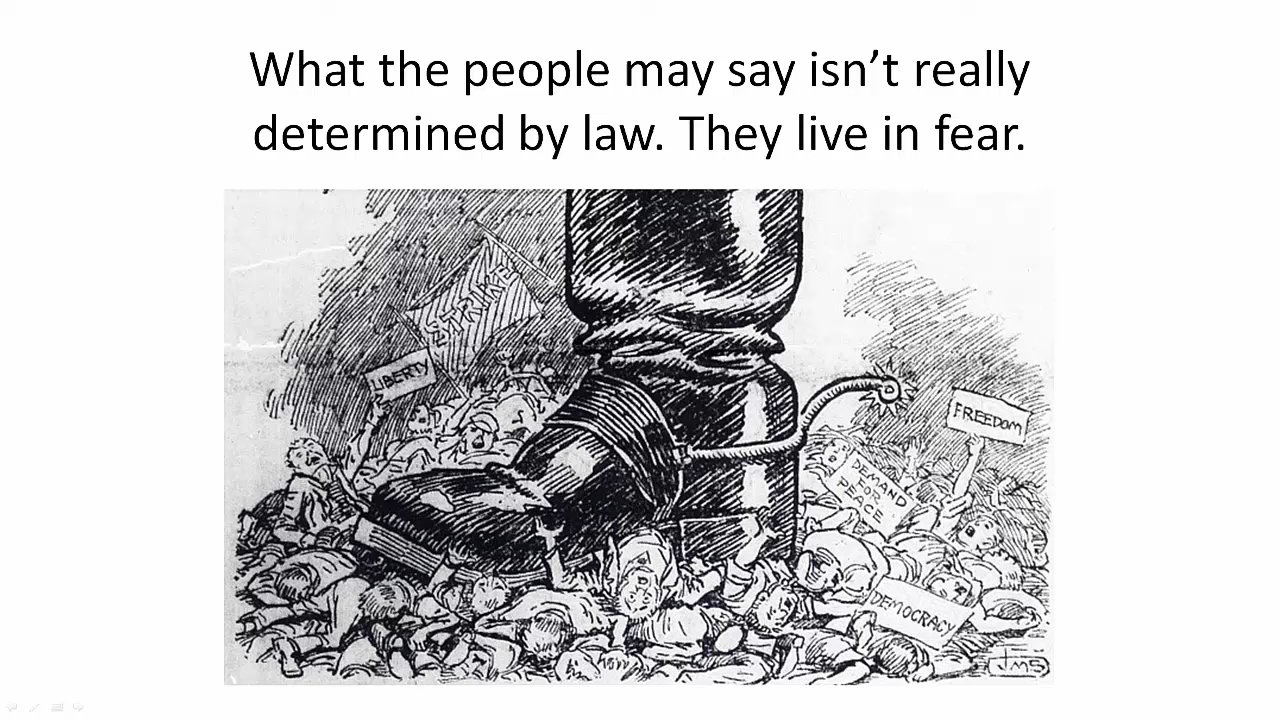 What the people may say isn’t really
determined by law. They live in fear.
STRIKE
LIBERTY
FREEDOM
DEMAND
FOR
PEACE
DEMOCRACY